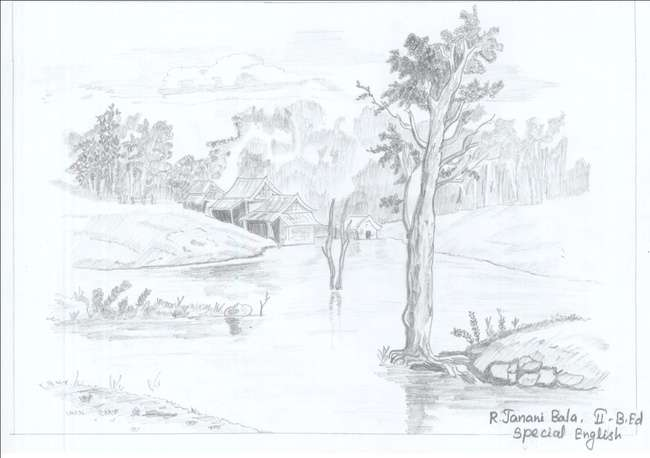 R. Janani Bala, II - B.Ed
Special English